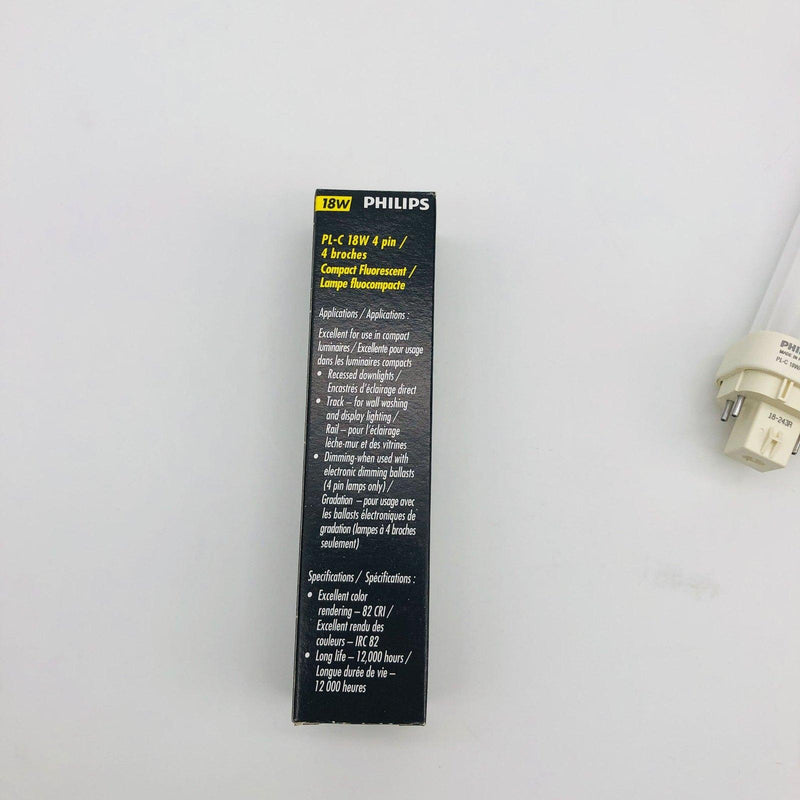 18W PHILIPS
PL-C 18W 4 pin /
4 broches
Compact Fluorescent /
Lampe fluocompacte
Applications / Applications :
Excellent for use in compact
luminaires / Excellente pour usage
dans les luminaires compacts
• Recessed downlights /
Encastrés d'éclairage direct
• Track – for wall washing
and display lighting /
Rail – pour l'éclairage
lèche-mur et des vitrines
• Dimming-when used with
electronic dimming ballasts
(4 pin lamps only) /
Gradation – pour usage avec
les ballasts électroniques de
gradation (lampes à 4 broches
seulement)
Specifications / Spécifications :
• Excellent color
rendering – 82 CRI /
Excellent rendu des
couleurs – IRC 82
• Long life – 12,000 hours /
Longue durée de vie –
12 000 heures
MADE IN
PL-C 18W
18-243R